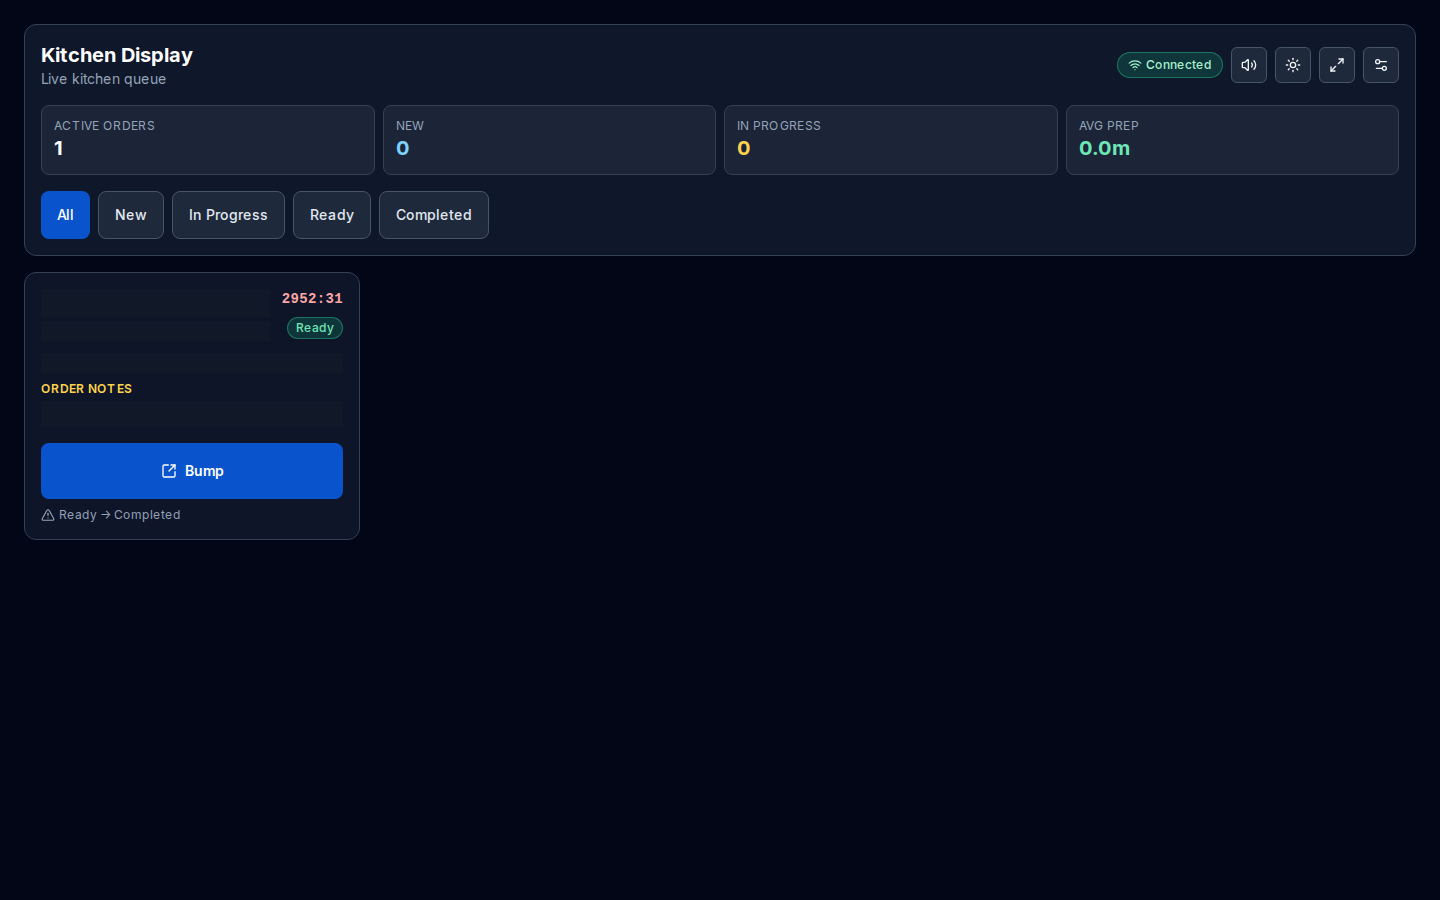 Kitchen Display
Live kitchen queue
Connected
ACTIVE ORDERS
1
NEW
0
IN PROGRESS
0
AVG PREP
0.0m
All
New
In Progress
Ready
Completed
2952:31
Ready
ORDER NOTES
Bump
Ready → Completed